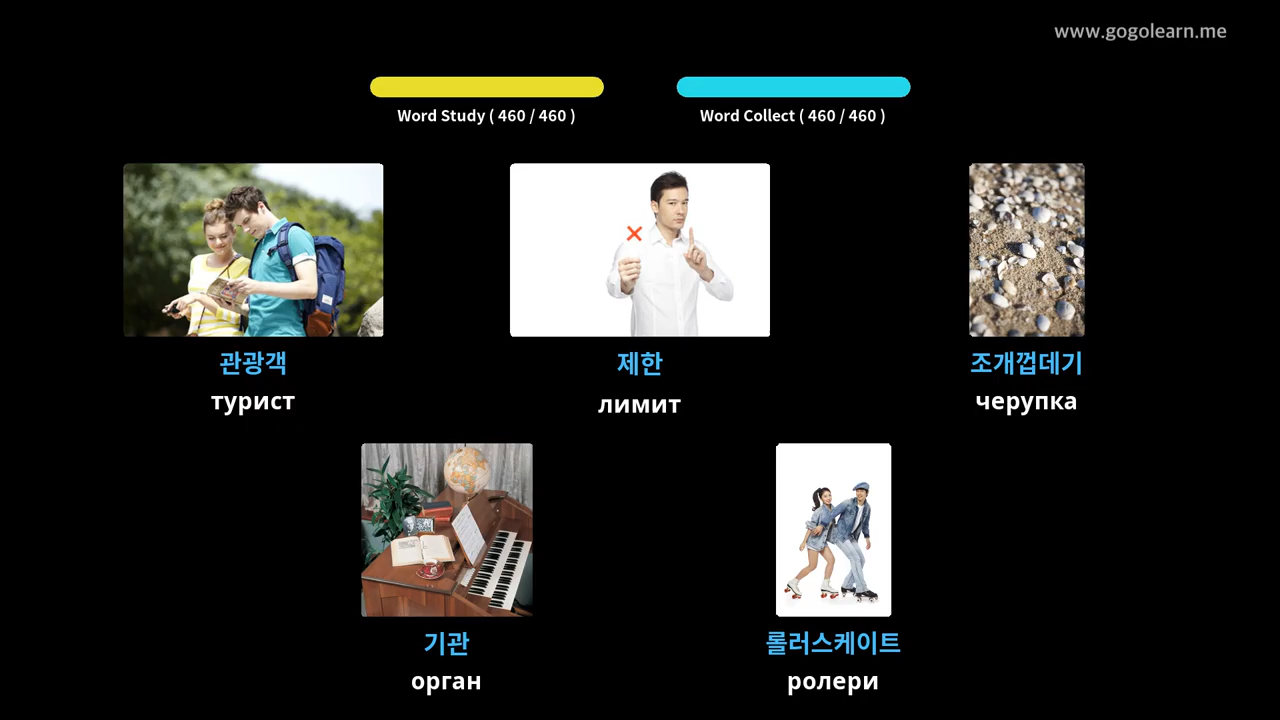 www.gogolearn.me
Word Study ( 460 / 460 )
Word Collect ( 460 / 460 )
관광객
турист
제한
лимит
조개껍데기
черупка
기관
орган
롤러스케이트
ролери